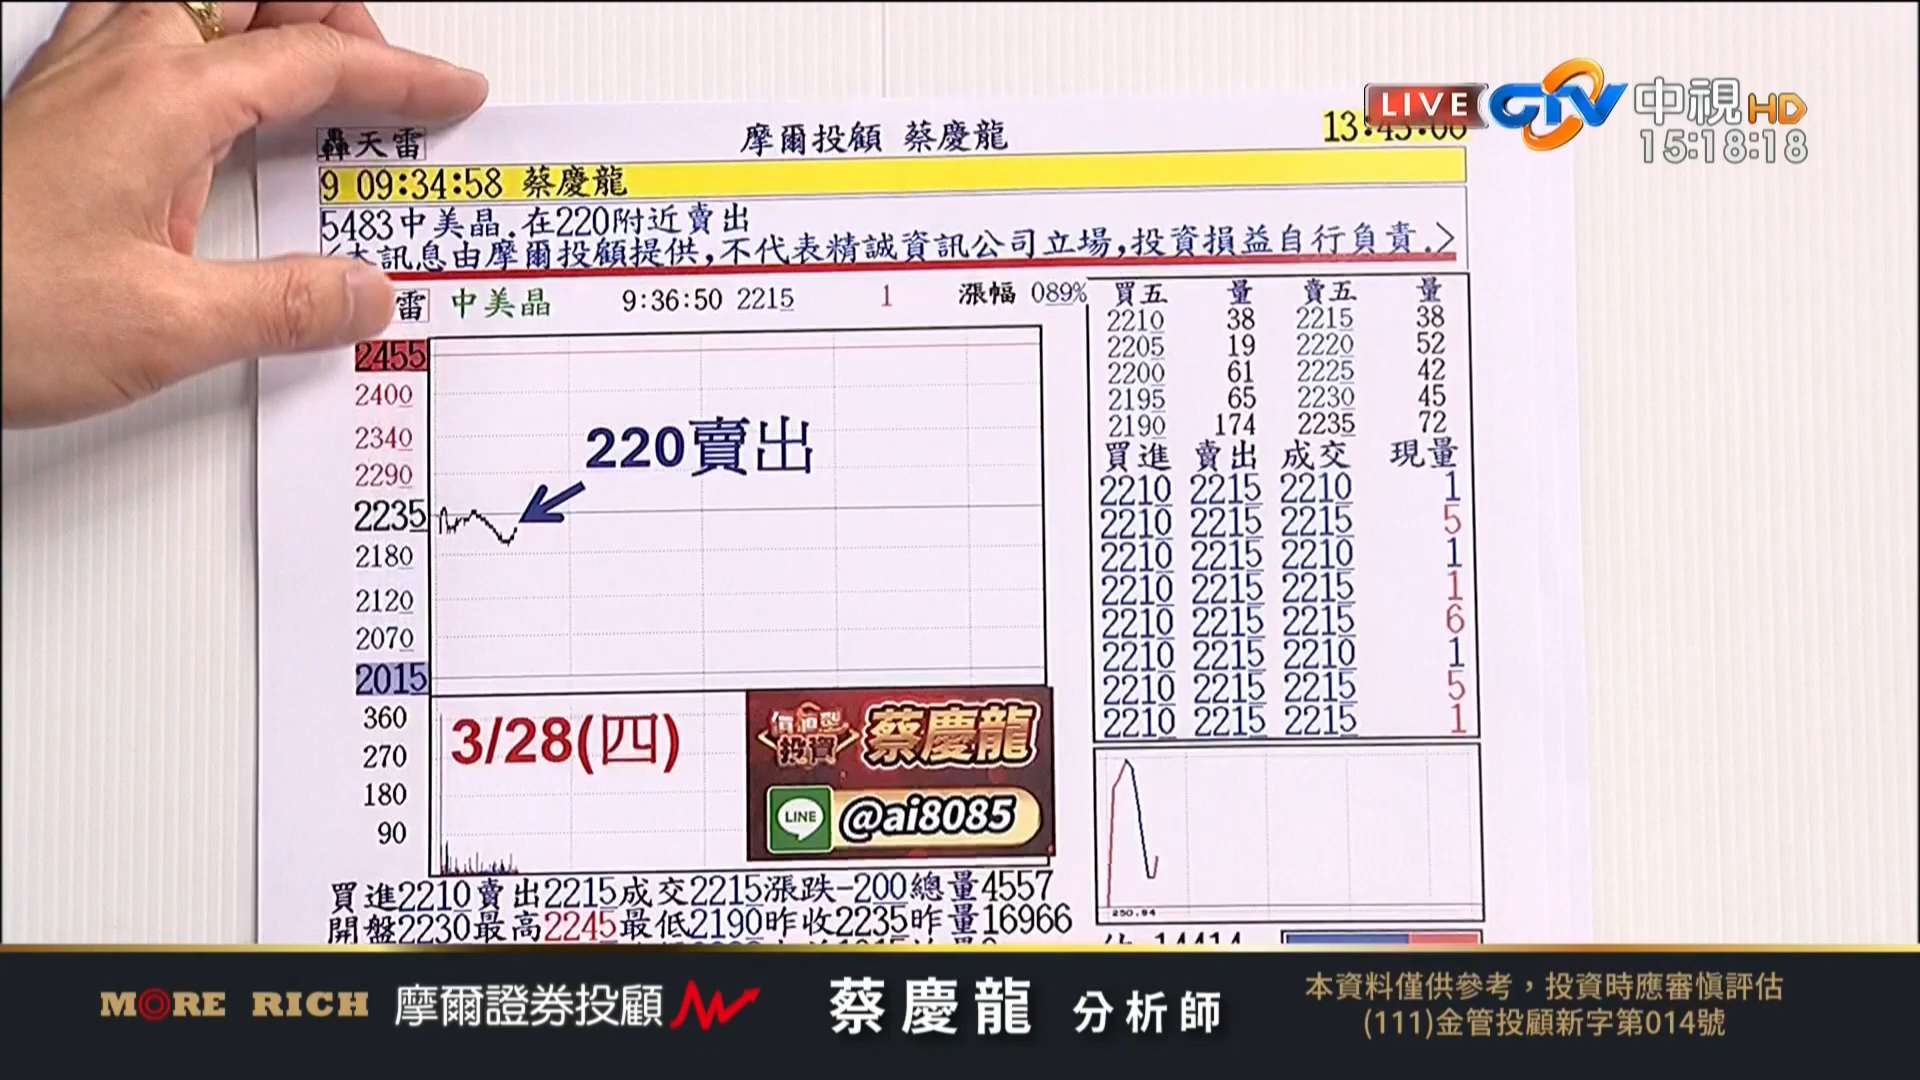 LIVE CTV 中視 HD
15:18:18
轟天雷 摩爾投顧 蔡慶龍
9 09:34:58 蔡慶龍
5483中美晶.在220附近賣出
本訊息由摩爾投顧提供,不代表精誠資訊公司立場,投資損益自行負責.>
雷 中美晶 9:36:50 2215 1 漲幅 089%
買五 量 賣五 量
2210 38 2215 38
2205 19 2220 52
2200 61 2225 42
2195 65 2230 45
2190 174 2235 72
買進 賣出 成交 現量
2210 2215 2210 1
2210 2215 2215 5
2210 2215 2210 1
2210 2215 2215 1
2210 2215 2215 6
2210 2215 2210 1
2210 2215 2215 5
2210 2215 2215 1
2455
2400
2340
2290
2235
2180
2120
2070
2015
360
270
180
90
220賣出
3/28(四)
投資 蔡慶龍
LINE @ai8085
250.94
買進2210賣出2215成交2215漲跌-200總量4557
開盤2230最高2245最低2190昨收2235昨量16966
MORE RICH 摩爾證券投顧 蔡慶龍 分析師
本資料僅供參考，投資時應審慎評估
(111)金管投顧新字第014號